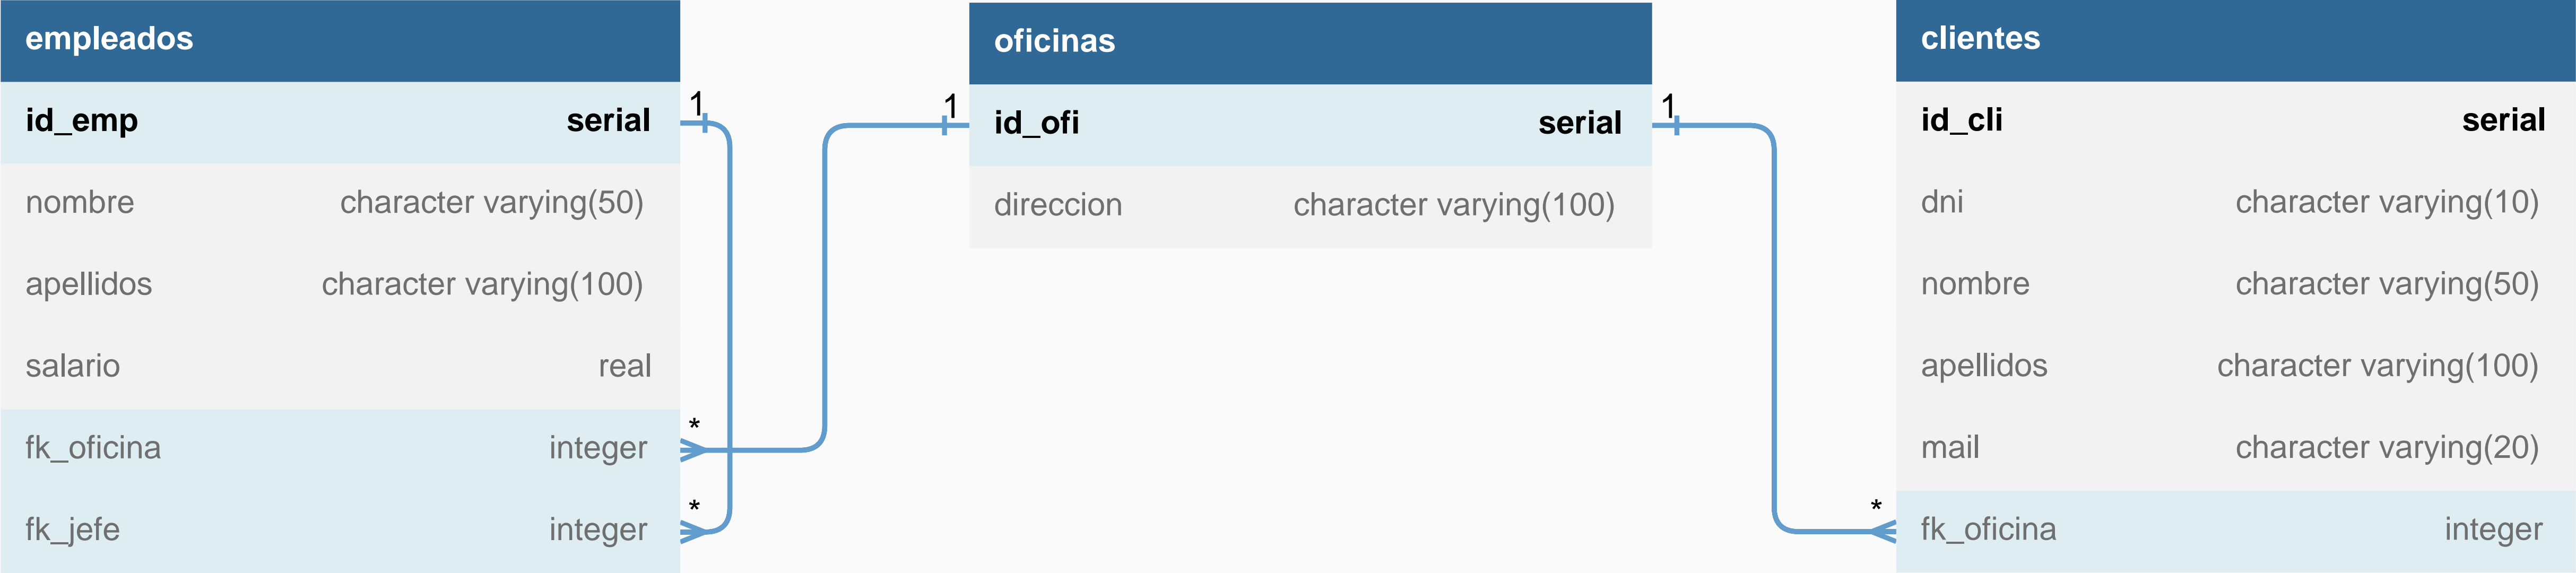 empleados
id_emp serial
nombre character varying(50)
apellidos character varying(100)
salario real
fk_oficina integer
fk_jefe integer
1
*
*
oficinas
1
id_ofi serial
1
direccion character varying(100)
clientes
id_cli serial
dni character varying(10)
nombre character varying(50)
apellidos character varying(100)
mail character varying(20)
*
fk_oficina integer